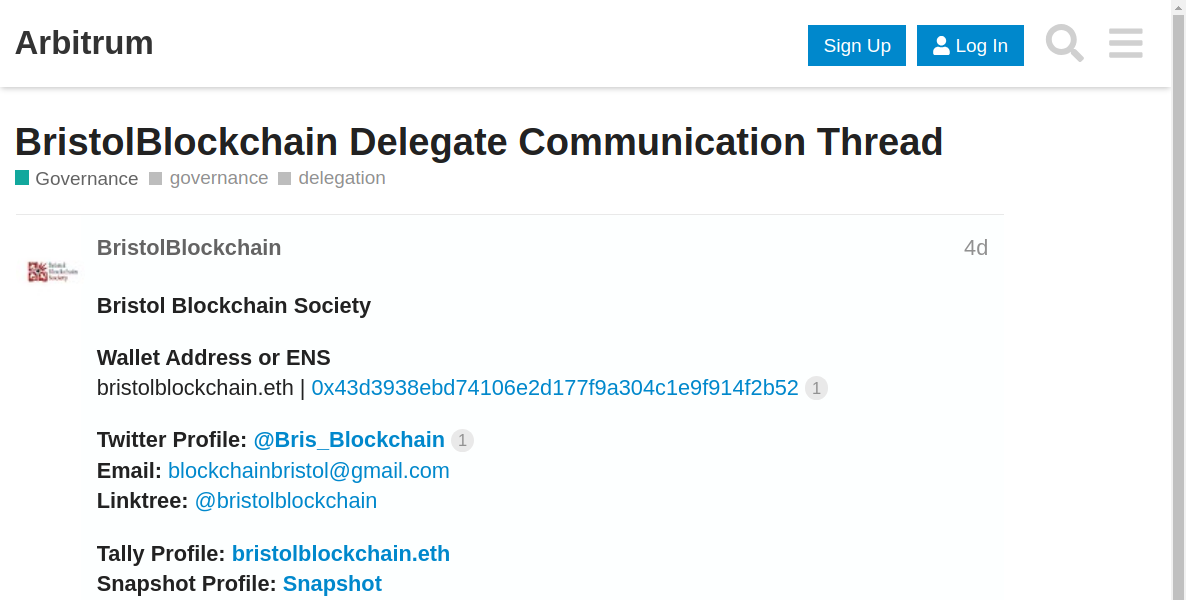 Arbitrum
Sign Up
Log In
BristolBlockchain Delegate Communication Thread
Governance governance delegation
BristolBlockchain 4d
Bristol Blockchain Society
Bristol Blockchain Society
Wallet Address or ENS
bristolblockchain.eth | 0x43d3938ebd74106e2d177f9a304c1e9f914f2b52 1
Twitter Profile: @Bris_Blockchain 1
Email: blockchainbristol@gmail.com
Linktree: @bristolblockchain
Tally Profile: bristolblockchain.eth
Snapshot Profile: Snapshot